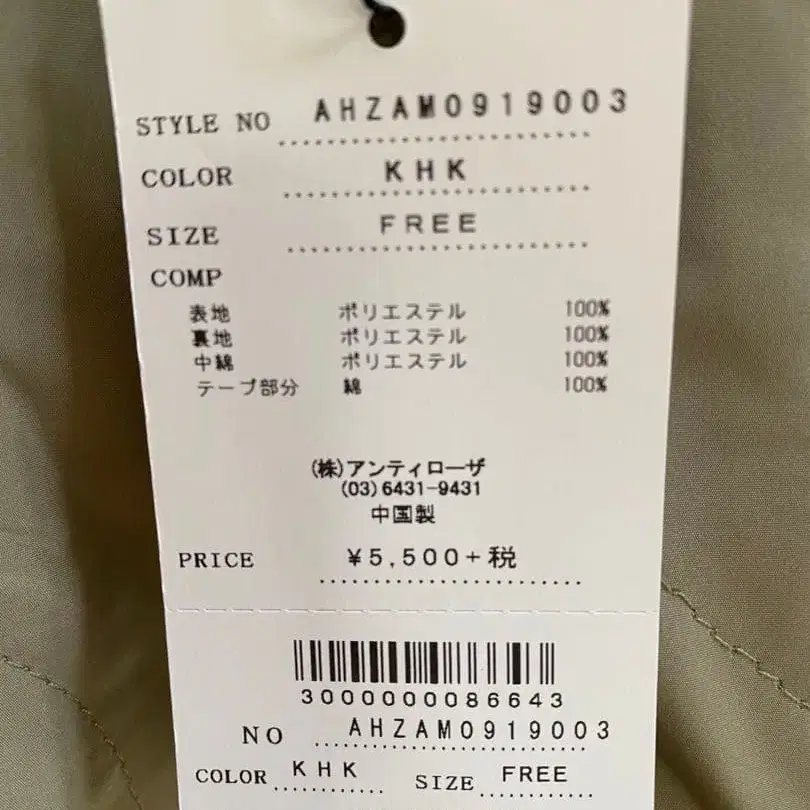 STYLE NO AHZAM0919003
COLOR KHK
SIZE FREE
COMP
表地 ポリエステル 100%
裏地 ポリエステル 100%
中綿 ポリエステル 100%
テープ部分 綿 100%
(株)アンティローザ
(03)6431-9431
中国製
PRICE ¥5,500+税
3000000086643
NO AHZAM0919003
COLOR KHK SIZE FREE